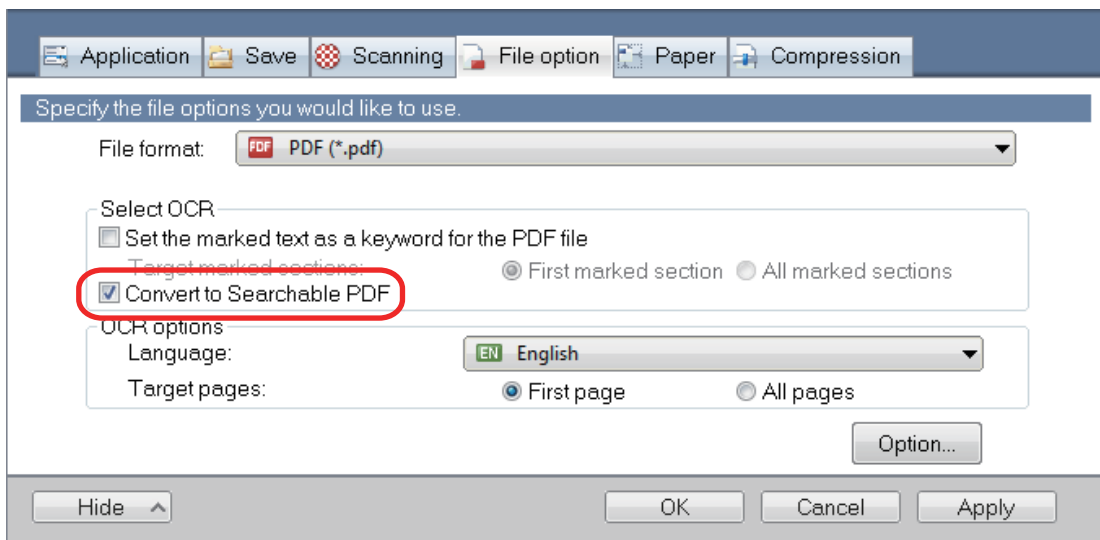 Application Save Scanning File option Paper Compression
Specify the file options you would like to use.
File format: PDF PDF (*.pdf)
Select OCR
Set the marked text as a keyword for the PDF file
Target marked sections: First marked section All marked sections
Convert to Searchable PDF
OCR options
Language: EN English
Target pages: First page All pages
Option...
Hide OK Cancel Apply